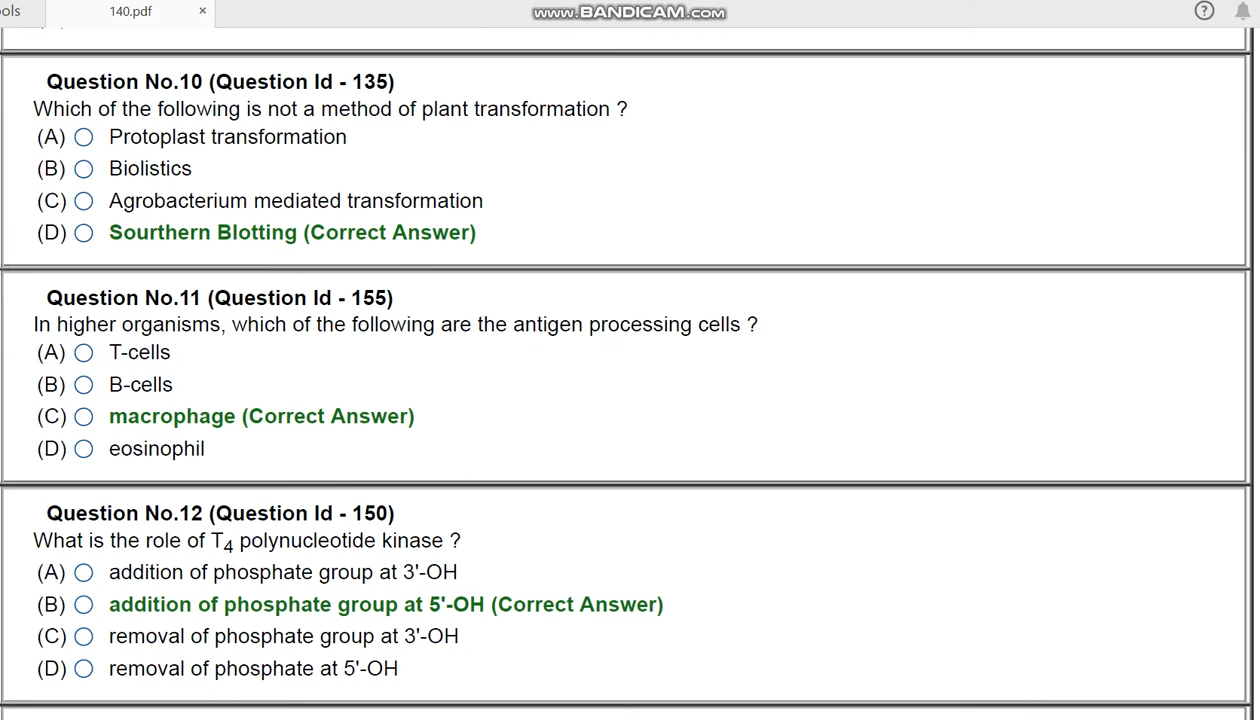 ols
140.pdf ×
www.BANDICAM.com
?
Question No.10 (Question Id - 135)
Which of the following is not a method of plant transformation ?
(A) Protoplast transformation
(B) Biolistics
(C) Agrobacterium mediated transformation
(D) Sourthern Blotting (Correct Answer)
Question No.11 (Question Id - 155)
In higher organisms, which of the following are the antigen processing cells ?
(A) T-cells
(B) B-cells
(C) macrophage (Correct Answer)
(D) eosinophil
Question No.12 (Question Id - 150)
What is the role of T4 polynucleotide kinase ?
(A) addition of phosphate group at 3'-OH
(B) addition of phosphate group at 5'-OH (Correct Answer)
(C) removal of phosphate group at 3'-OH
(D) removal of phosphate at 5'-OH